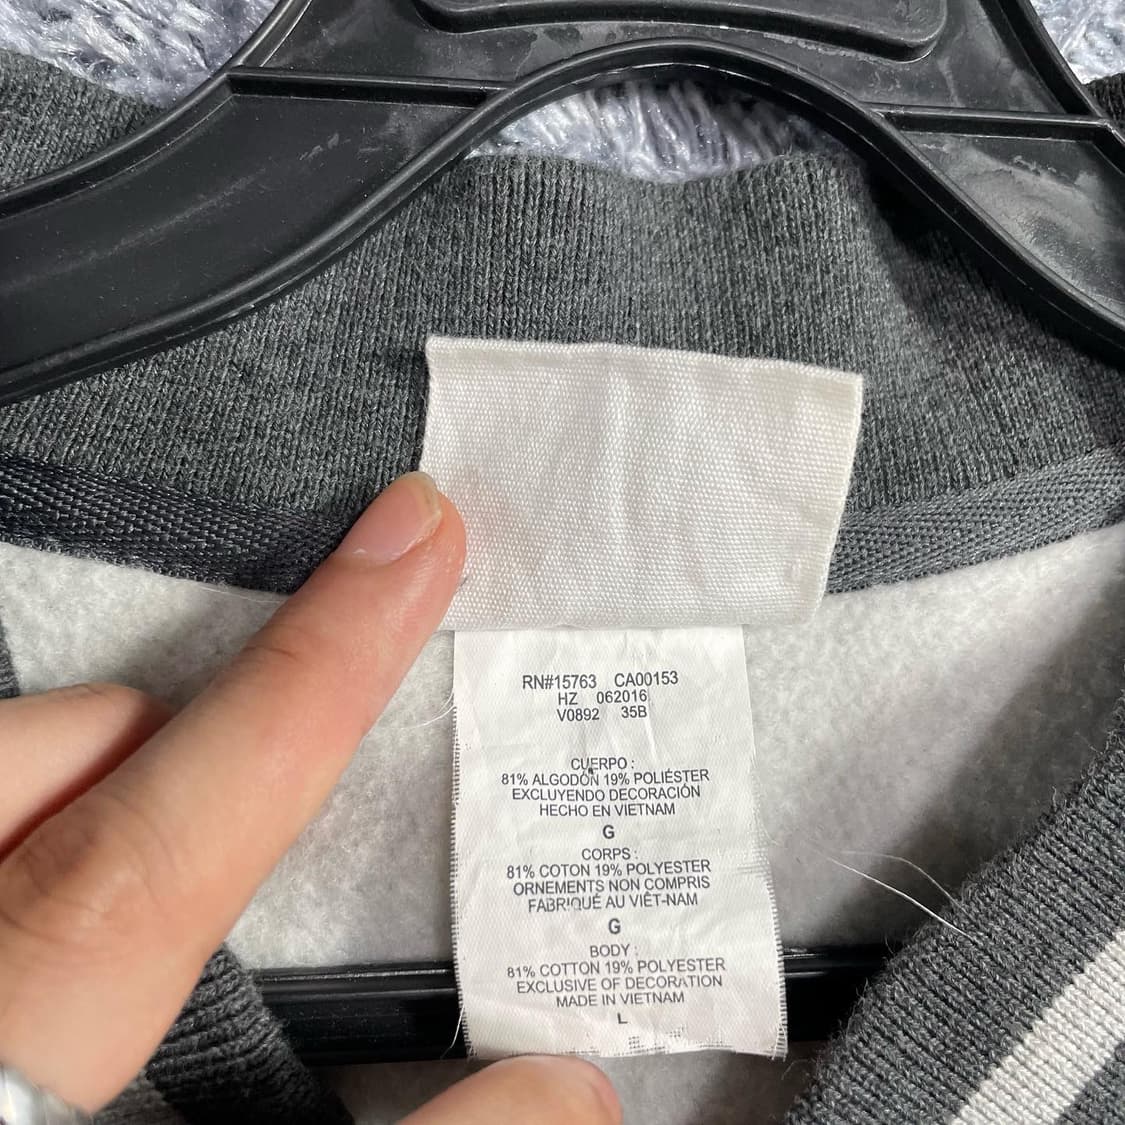 RN#15763 CA00153
HZ 062016
V0892 35B
CUERPO :
81% ALGODÓN 19% POLIÉSTER
EXCLUYENDO DECORACIÓN
HECHO EN VIETNAM
G
CORPS :
81% COTON 19% POLYESTER
ORNEMENTS NON COMPRIS
FABRIQUÉ AU VIÊT-NAM
G
BODY :
81% COTTON 19% POLYESTER
EXCLUSIVE OF DECORATION
MADE IN VIETNAM
L